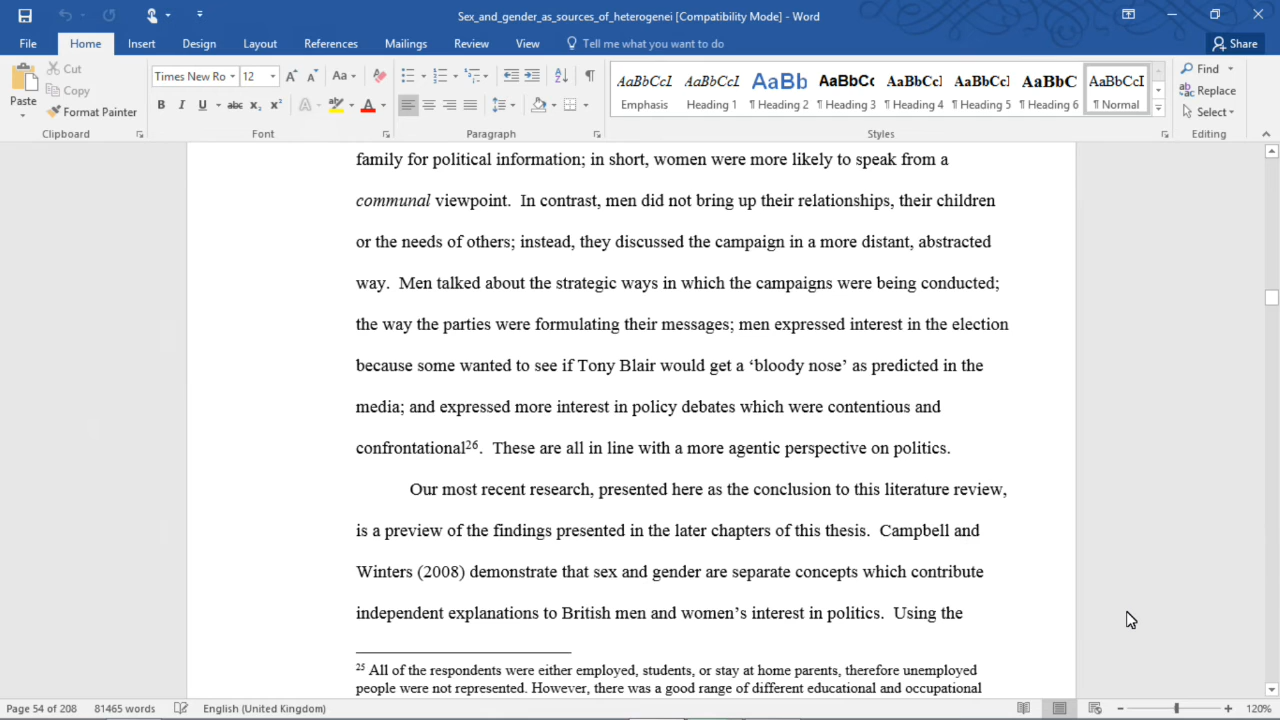 Sex_and_gender_as_sources_of_heterogenei [Compatibility Mode] - Word
File Home Insert Design Layout References Mailings Review View Tell me what you want to do Share
Paste
Cut
Copy
Format Painter
Clipboard
Times New Ro 12
Font
Paragraph
AaBbCcI AaBbCcL AaBb AaBbCc AaBbCcI AaBbCcI AaBbC AaBbCcI
Emphasis Heading 1 ¶ Heading 2 ¶ Heading 3 ¶ Heading 4 ¶ Heading 5 ¶ Heading 6 ¶ Normal
Styles
Find
Replace
Select
Editing
family for political information; in short, women were more likely to speak from a
communal viewpoint. In contrast, men did not bring up their relationships, their children
or the needs of others; instead, they discussed the campaign in a more distant, abstracted
way. Men talked about the strategic ways in which the campaigns were being conducted;
the way the parties were formulating their messages; men expressed interest in the election
because some wanted to see if Tony Blair would get a ‘bloody nose’ as predicted in the
media; and expressed more interest in policy debates which were contentious and
confrontational26. These are all in line with a more agentic perspective on politics.
Our most recent research, presented here as the conclusion to this literature review,
is a preview of the findings presented in the later chapters of this thesis. Campbell and
Winters (2008) demonstrate that sex and gender are separate concepts which contribute
independent explanations to British men and women’s interest in politics. Using the
25 All of the respondents were either employed, students, or stay at home parents, therefore unemployed
people were not represented. However, there was a good range of different educational and occupational
Page 54 of 208 81465 words English (United Kingdom) 120%